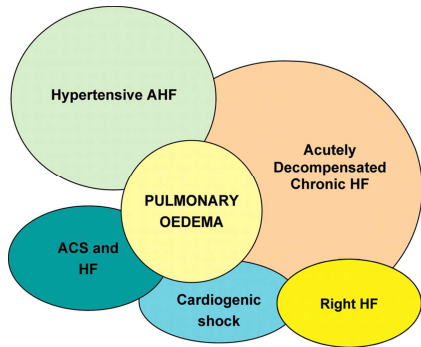 Hypertensive AHF
Acutely
Decompensated
Chronic HF
PULMONARY
OEDEMA
ACS and
HF
Cardiogenic
shock
Right HF